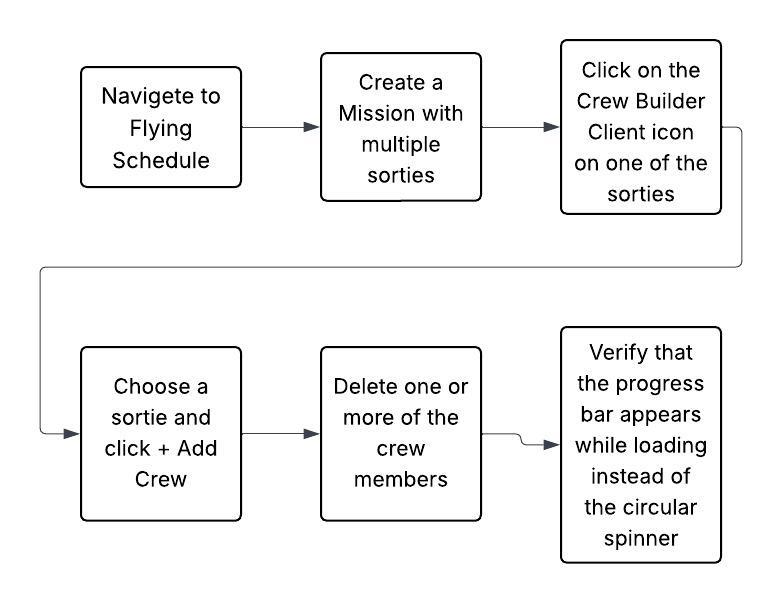 Navigete to
Flying
Schedule
Create a
Mission with
multiple
sorties
Click on the
Crew Builder
Client icon
on one of the
sorties
Choose a
sortie and
click + Add
Crew
Delete one or
more of the
crew
members
Verify that
the progress
bar appears
while loading
instead of
the circular
spinner